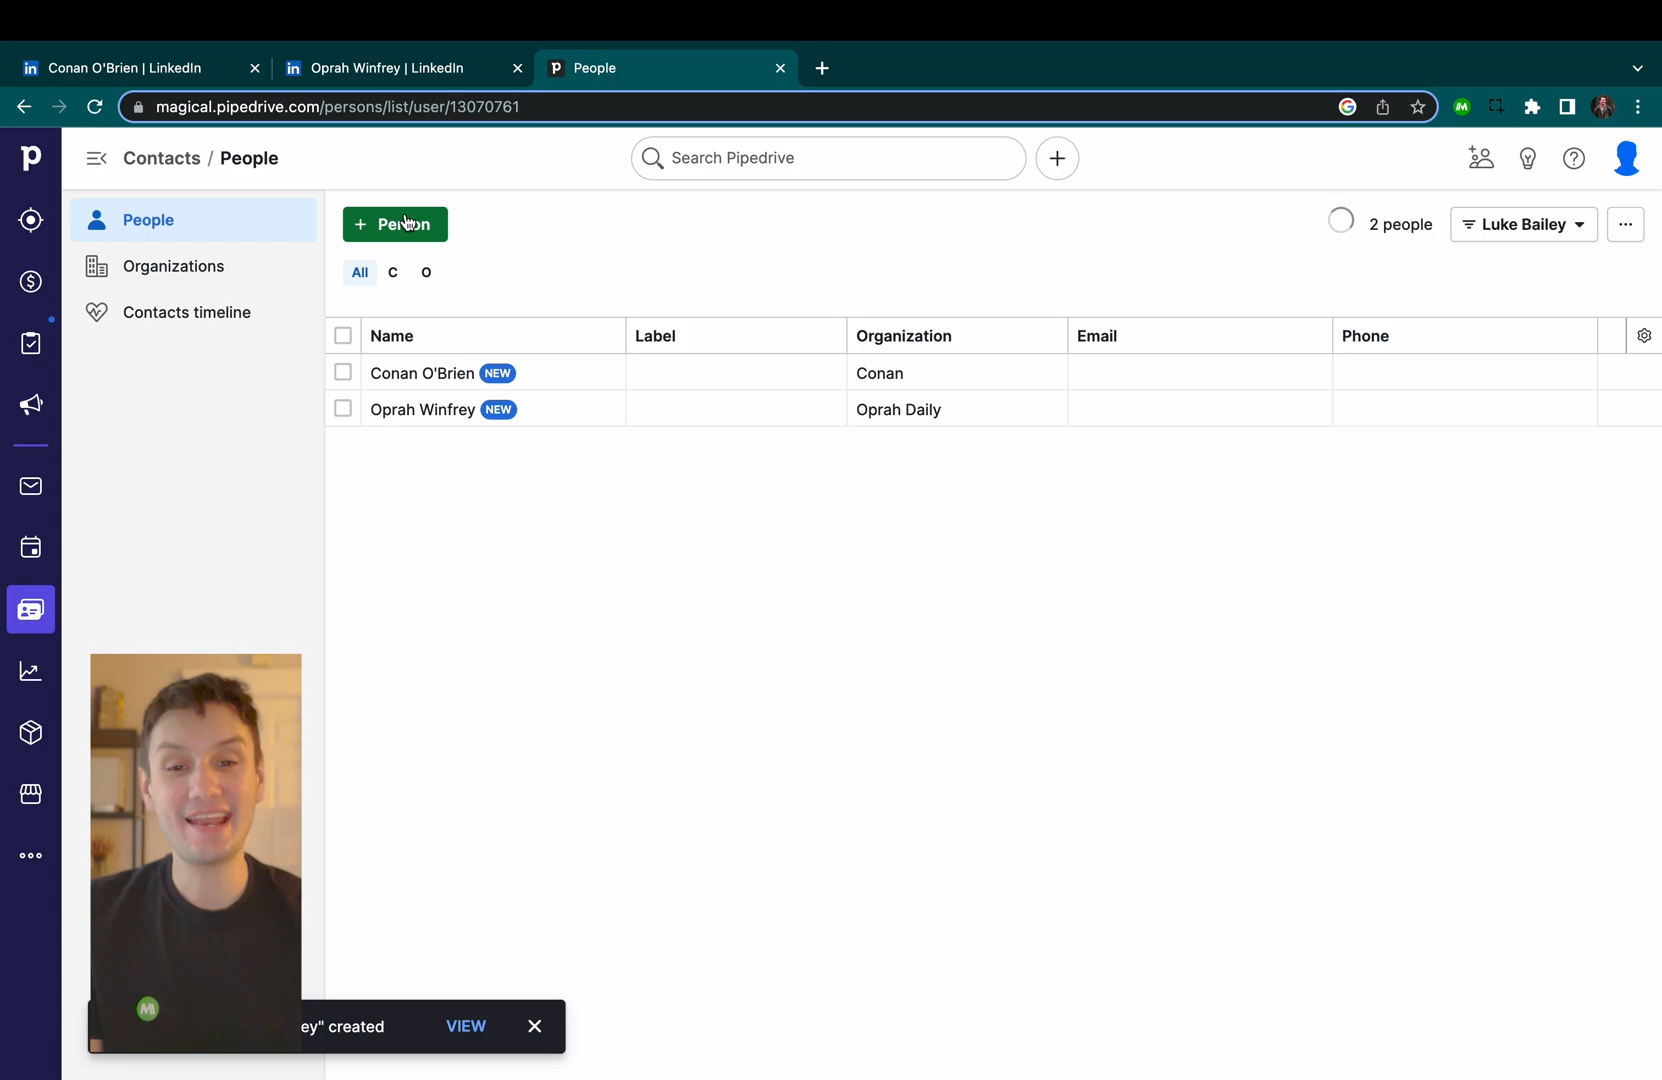 Conan O'Brien | LinkedIn
Oprah Winfrey | LinkedIn
People
magical.pipedrive.com/persons/list/user/13070761
Contacts / People
Search Pipedrive
People
Organizations
Contacts timeline
+ Person
2 people
Luke Bailey
All C O
Name Label Organization Email Phone
Conan O'Brien NEW Conan
Oprah Winfrey NEW Oprah Daily
ey" created VIEW